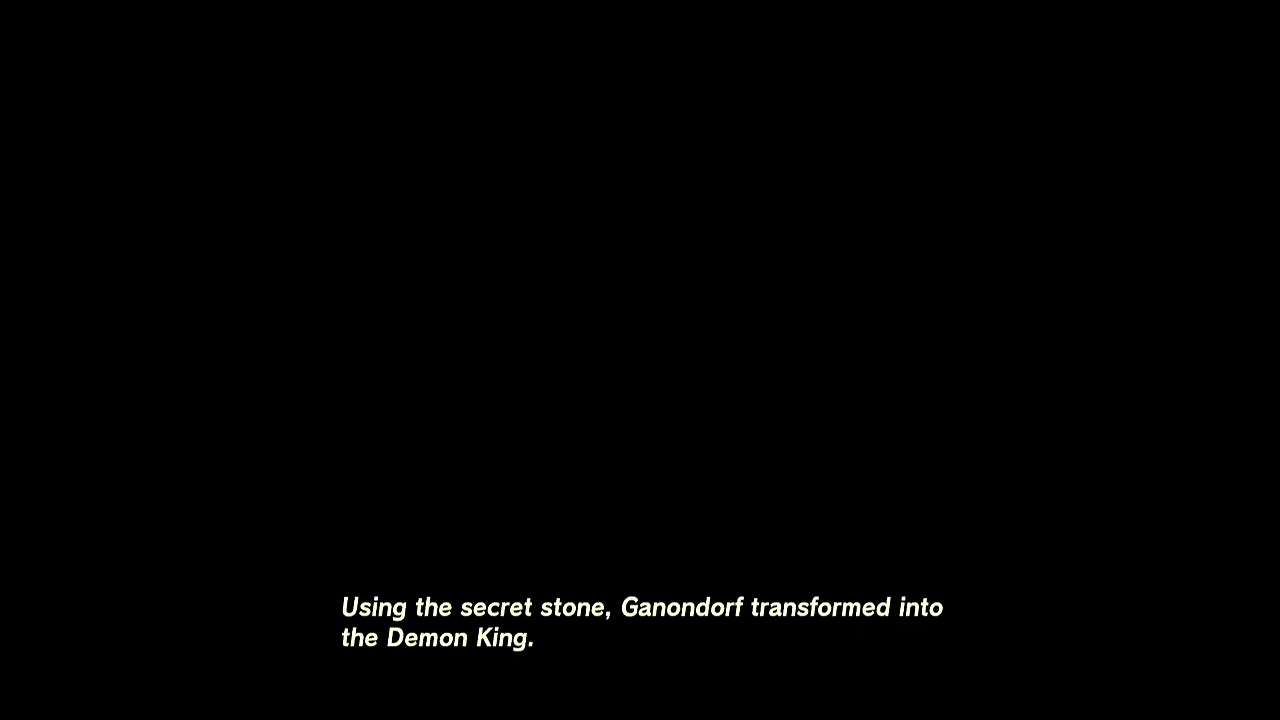 Using the secret stone, Ganondorf transformed into
the Demon King.